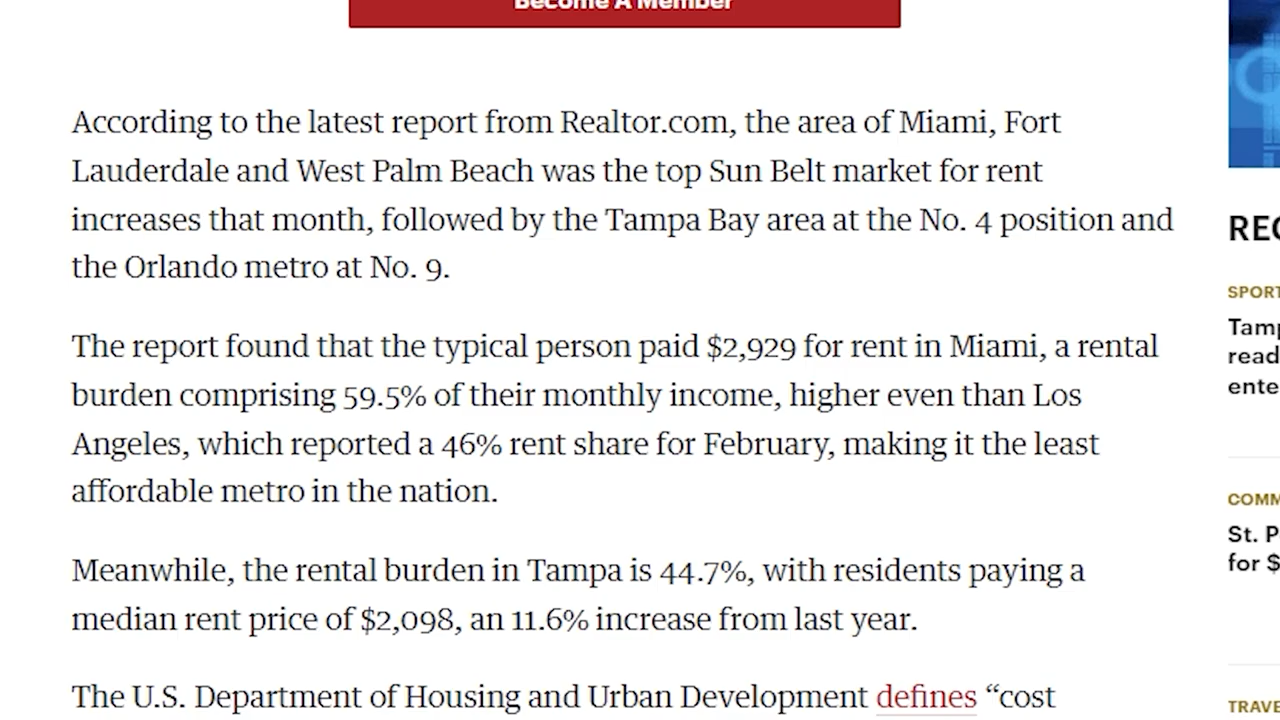 Become A Member
According to the latest report from Realtor.com, the area of Miami, Fort
Lauderdale and West Palm Beach was the top Sun Belt market for rent
increases that month, followed by the Tampa Bay area at the No. 4 position and
the Orlando metro at No. 9.
The report found that the typical person paid $2,929 for rent in Miami, a rental
burden comprising 59.5% of their monthly income, higher even than Los
Angeles, which reported a 46% rent share for February, making it the least
affordable metro in the nation.
Meanwhile, the rental burden in Tampa is 44.7%, with residents paying a
median rent price of $2,098, an 11.6% increase from last year.
The U.S. Department of Housing and Urban Development defines “cost
REC
SPORT
Tamp
read
ente
COMM
St. P
for $
TRAVE